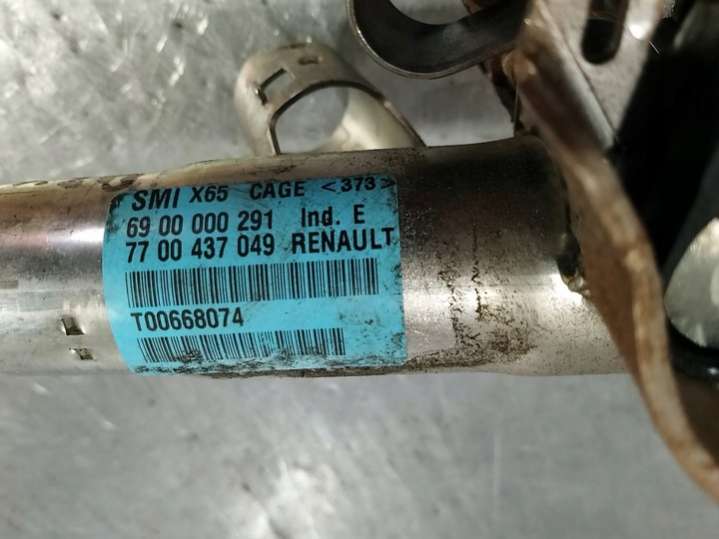 SMI X65 CAGE <373>
69 00 000 291 Ind. E
77 00 437 049 RENAULT
T00668074